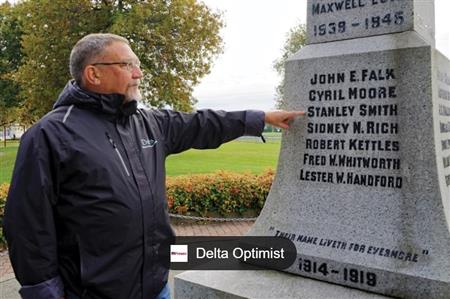 MAXWELL
1939 - 1945
JOHN E. FALK
CYRIL MOORE
STANLEY SMITH
SIDNEY N. RICH
ROBERT KETTLES
FRED W. WHITWORTH
LESTER W. HANDFORD
"THEIR NAME LIVETH FOR EVERMORE"
1914 - 1919
Delta Optimist